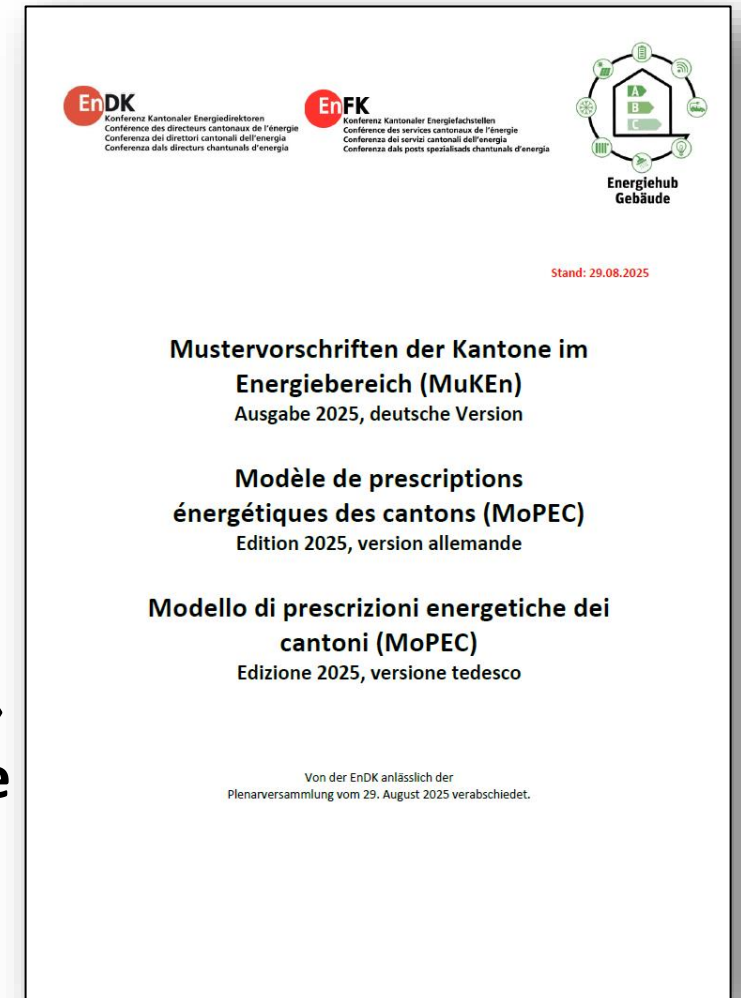 EnDK
Konferenz Kantonaler Energiedirektoren
Conférence des directeurs cantonaux de l'énergie
Conferenza dei direttori cantonali dell'energia
Conferenza dals directurs chantunals d'energia
EnFK
Konferenz Kantonaler Energiefachstellen
Conférence des services cantonaux de l'énergie
Conferenza dei servizi cantonali dell'energia
Conferenza dals posts spezialisads chantunals d'energia
A
B
C
Energiehub
Gebäude
Stand: 29.08.2025
Mustervorschriften der Kantone im
Energiebereich (MuKEn)
Ausgabe 2025, deutsche Version
Modèle de prescriptions
énergétiques des cantons (MoPEC)
Edition 2025, version allemande
Modello di prescrizioni energetiche dei
cantoni (MoPEC)
Edizione 2025, versione tedesco
e
Von der EnDK anlässlich der
Plenarversammlung vom 29. August 2025 verabschiedet.